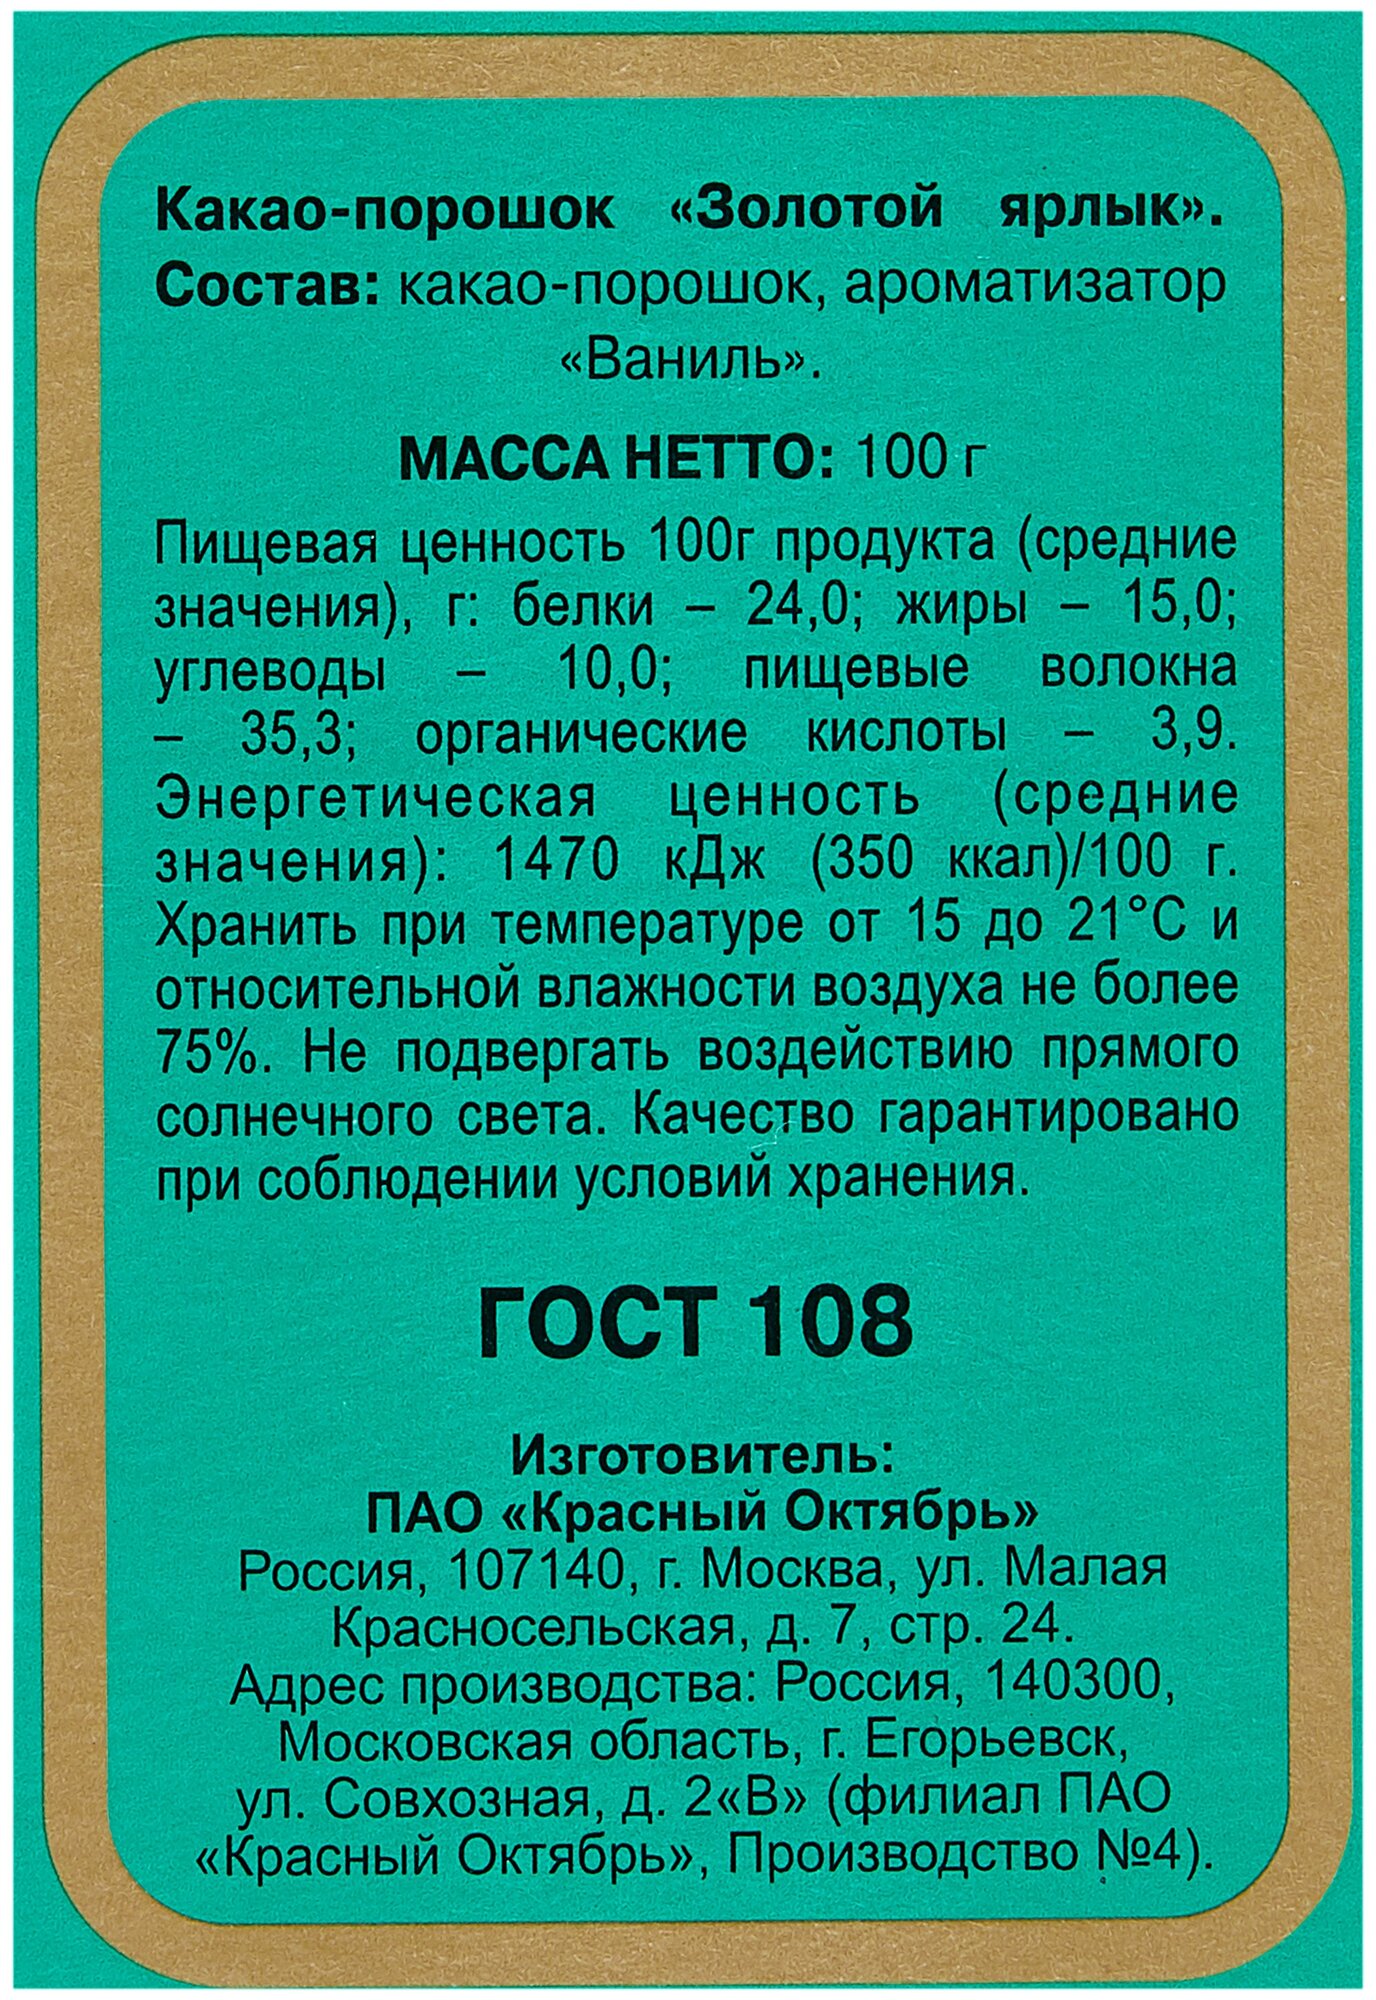 Какао-порошок «Золотой ярлык».
Состав: какао-порошок, ароматизатор
«Ваниль».
МАССА НЕТТО: 100 г
Пищевая ценность 100г продукта (средние
значения), г: белки – 24,0; жиры – 15,0;
углеводы – 10,0; пищевые волокна
– 35,3; органические кислоты – 3,9.
Энергетическая ценность (средние
значения): 1470 кДж (350 ккал)/100 г.
Хранить при температуре от 15 до 21°С и
относительной влажности воздуха не более
75%. Не подвергать воздействию прямого
солнечного света. Качество гарантировано
при соблюдении условий хранения.
ГОСТ 108
Изготовитель:
ПАО «Красный Октябрь»
Россия, 107140, г. Москва, ул. Малая
Красносельская, д. 7, стр. 24.
Адрес производства: Россия, 140300,
Московская область, г. Егорьевск,
ул. Совхозная, д. 2«В» (филиал ПАО
«Красный Октябрь», Производство №4).